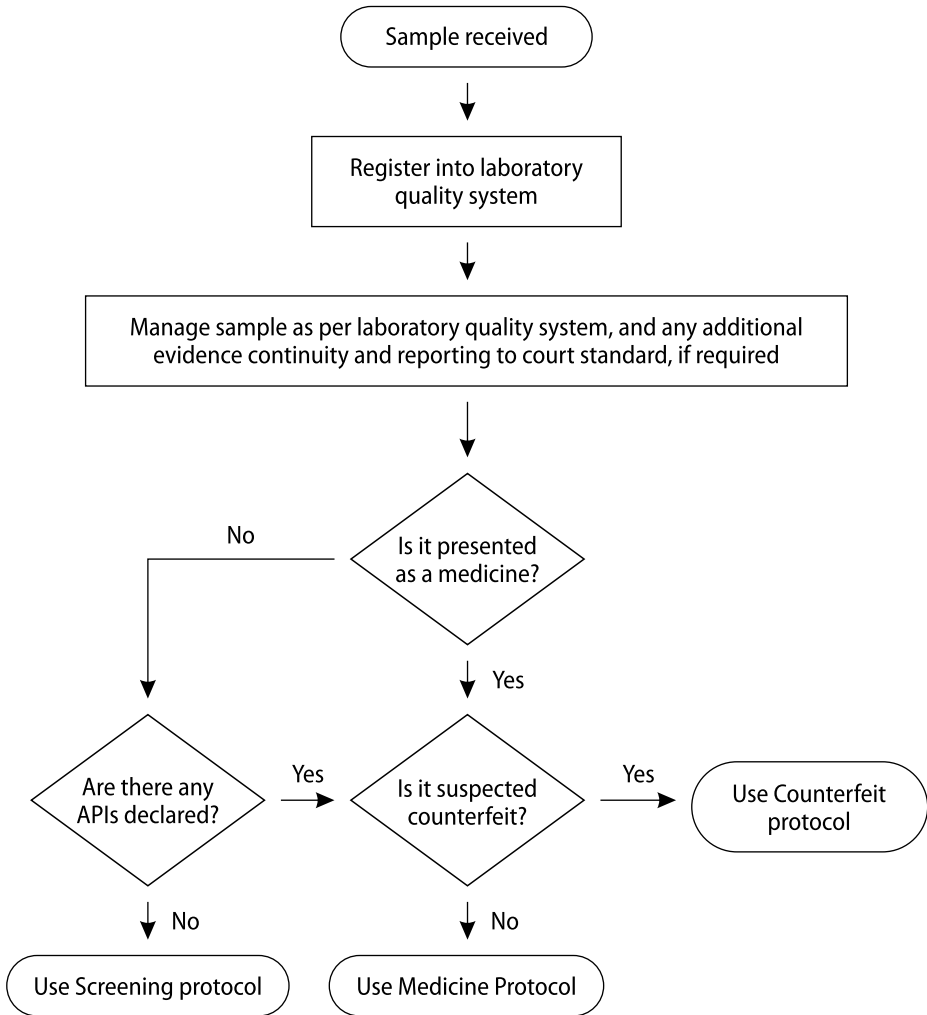 Sample received
Register into laboratory
quality system
Manage sample as per laboratory quality system, and any additional
evidence continuity and reporting to court standard, if required
No
Is it presented
as a medicine?
Yes
Are there any
APIs declared?
Yes
Is it suspected
counterfeit?
Yes
Use Counterfeit
protocol
No
No
Use Screening protocol
Use Medicine Protocol